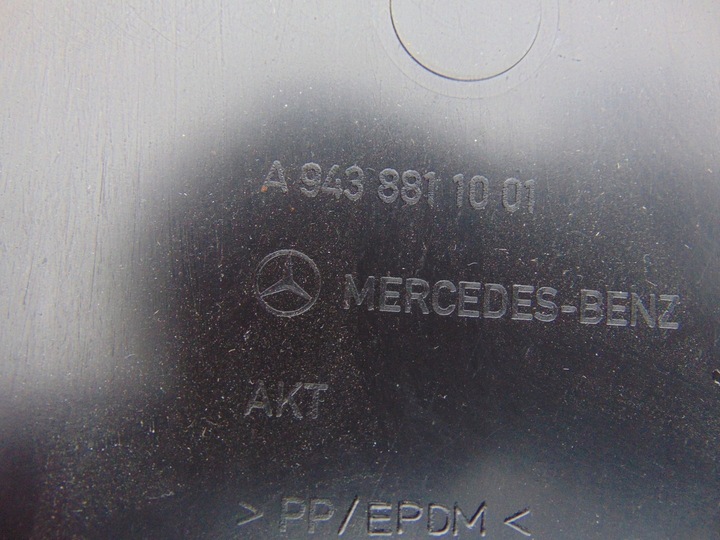 A 943 881 10 01
MERCEDES-BENZ
AKT
> PP/EPDM <